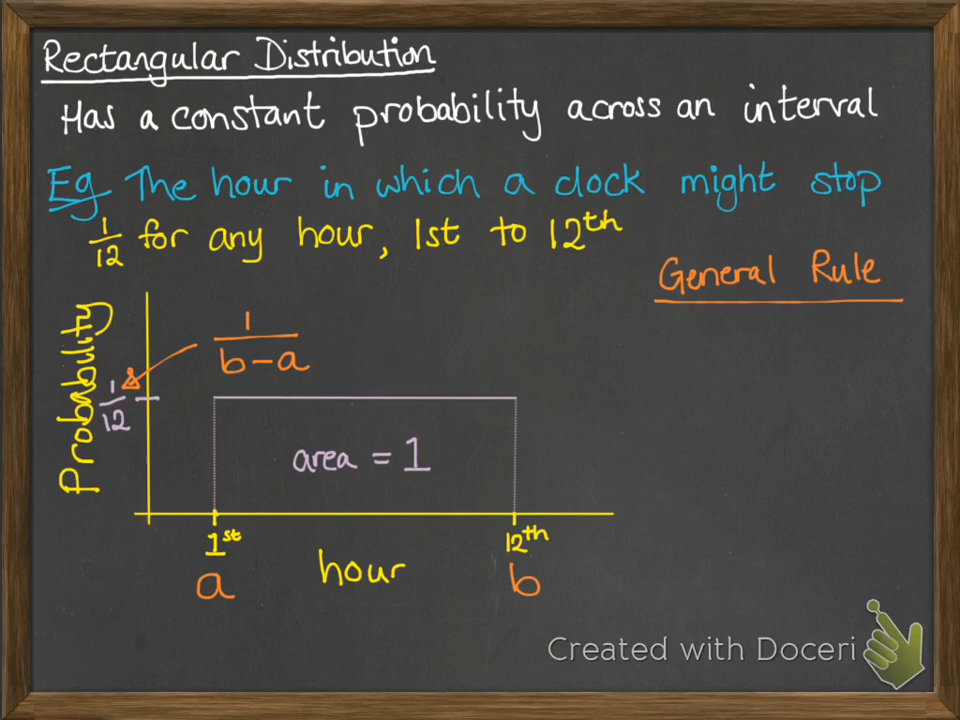 Rectangular Distribution
Has a constant probability across an interval
Eg The hour in which a clock might stop
1/12 for any hour, 1st to 12th
General Rule
Probability
1/(b-a)
1/12
area = 1
1st
12th
hour
a
b
Created with Doceri